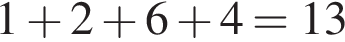 1 + 2 + 6 + 4 = 13